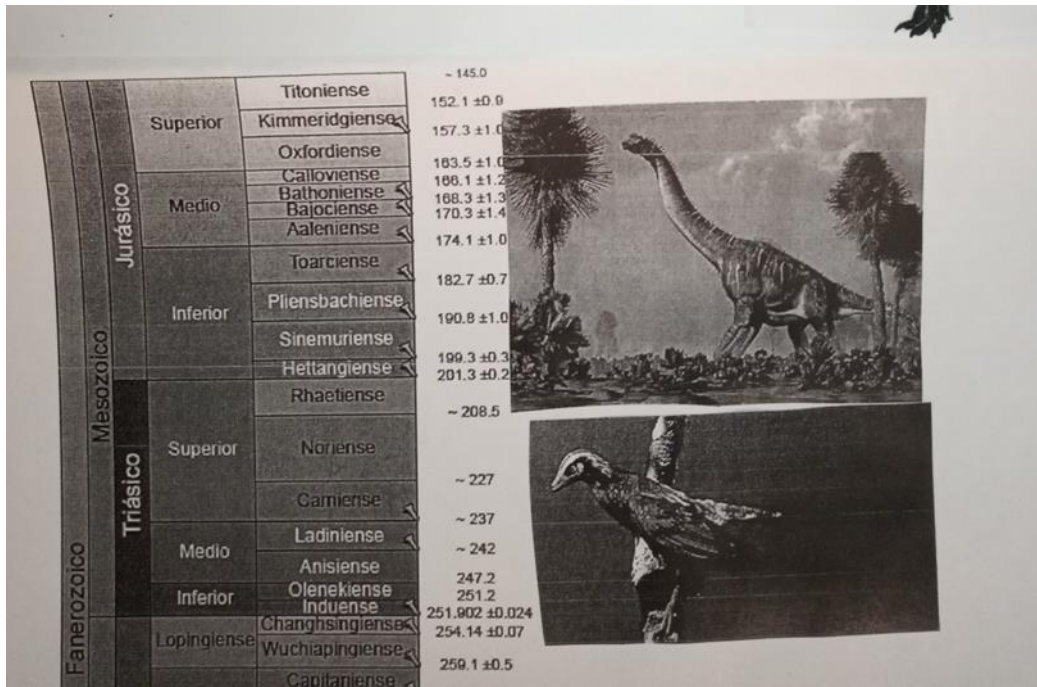 ~ 145.0
Titoniense
152.1 ±0.9
Superior
Kimmeridgiense
157.3 ±1.0
Oxfordiense
163.5 ±1.0
Calloviense
166.1 ±1.2
Bathoniense
168.3 ±1.3
Medio
Bajociense
170.3 ±1.4
Aaleniense
174.1 ±1.0
Jurásico
Toarciense
182.7 ±0.7
Inferior
Pliensbachiense
190.8 ±1.0
Sinemuriense
199.3 ±0.3
Hettangiense
201.3 ±0.2
Mesozoico
Rhaetiense
~ 208.5
Superior
Noriense
~ 227
Triásico
Carniense
~ 237
Medio
Ladiniense
~ 242
Anisiense
247.2
Inferior
Olenekiense
251.2
Induense
251.902 ±0.024
Fanerozoico
Changhsingiense
254.14 ±0.07
Lopingiense
Wuchiapingiense
259.1 ±0.5
Capitaniense